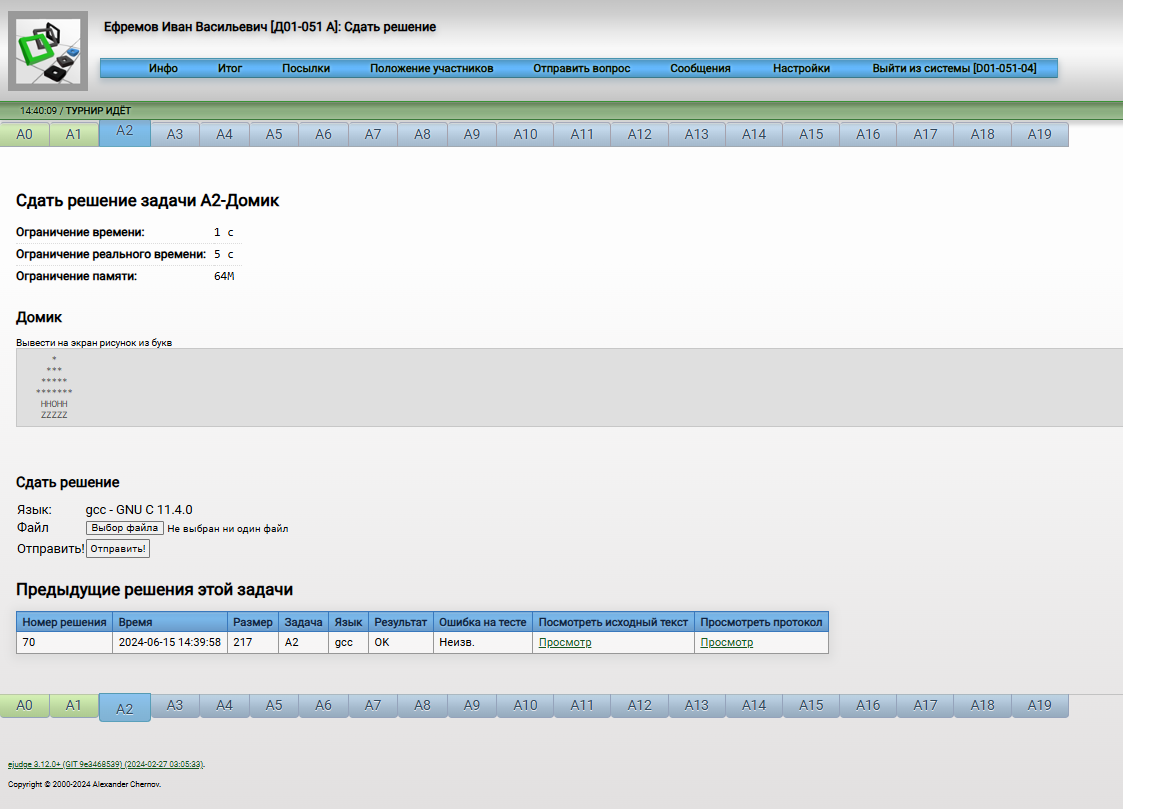 Ефремов Иван Васильевич [Д01-051 А]: Сдать решение
Инфо Итог Посылки Положение участников Отправить вопрос Сообщения Настройки Выйти из системы [D01-051-04]
14:40:09 / ТУРНИР ИДЁТ
A0 A1 A2 A3 A4 A5 A6 A7 A8 A9 A10 A11 A12 A13 A14 A15 A16 A17 A18 A19
Сдать решение задачи A2-Домик
Ограничение времени: 1 с
Ограничение реального времени: 5 с
Ограничение памяти: 64M
Домик
Вывести на экран рисунок из букв
*
***
*****
*******
HHOHH
ZZZZZ
Сдать решение
Язык: gcc - GNU C 11.4.0
Файл Выбор файла Не выбран ни один файл
Отправить! Отправить!
Предыдущие решения этой задачи
Номер решения Время Размер Задача Язык Результат Ошибка на тесте Посмотреть исходный текст Просмотреть протокол
70 2024-06-15 14:39:58 217 A2 gcc OK Неизв. Просмотр Просмотр
A0 A1 A2 A3 A4 A5 A6 A7 A8 A9 A10 A11 A12 A13 A14 A15 A16 A17 A18 A19
ejudge 3.12.0+ (GIT 9e3468539) (2024-02-27 03:05:33).
Copyright © 2000-2024 Alexander Chernov.